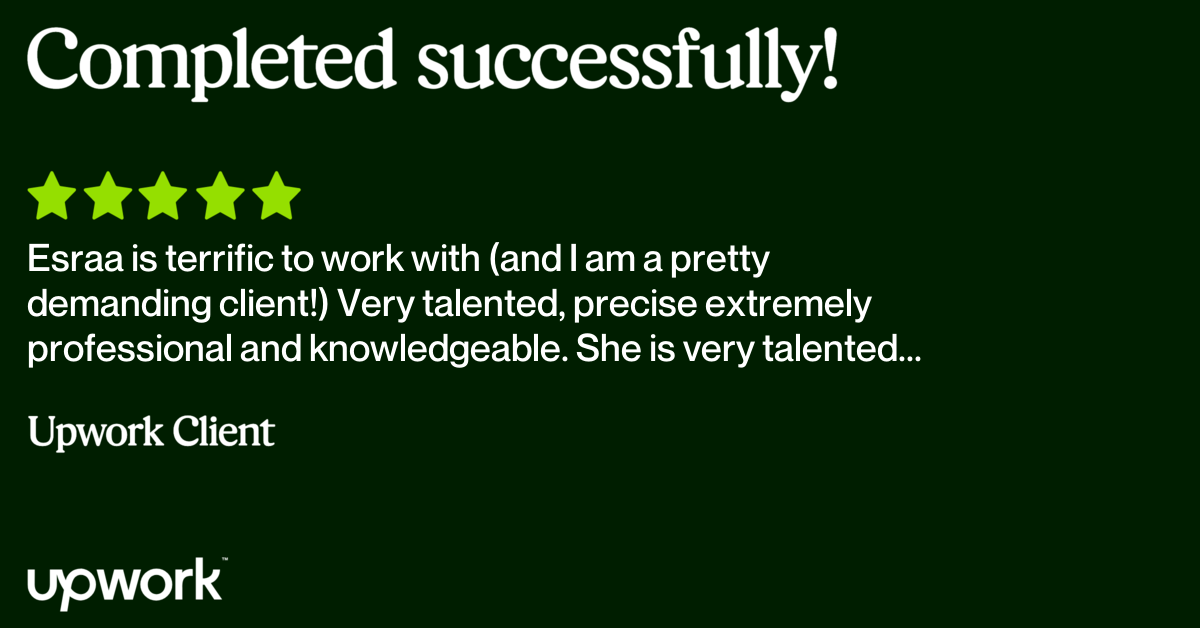 Completed successfully!
Esraa is terrific to work with (and I am a pretty
demanding client!) Very talented, precise extremely
professional and knowledgeable. She is very talented...
Upwork Client
upwork™